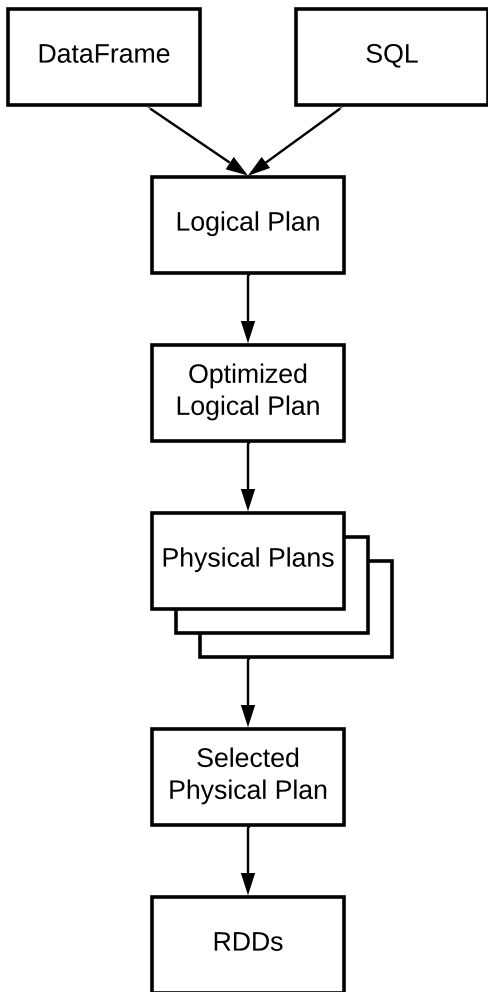 DataFrame
SQL
Logical Plan
Optimized
Logical Plan
Physical Plans
Selected
Physical Plan
RDDs